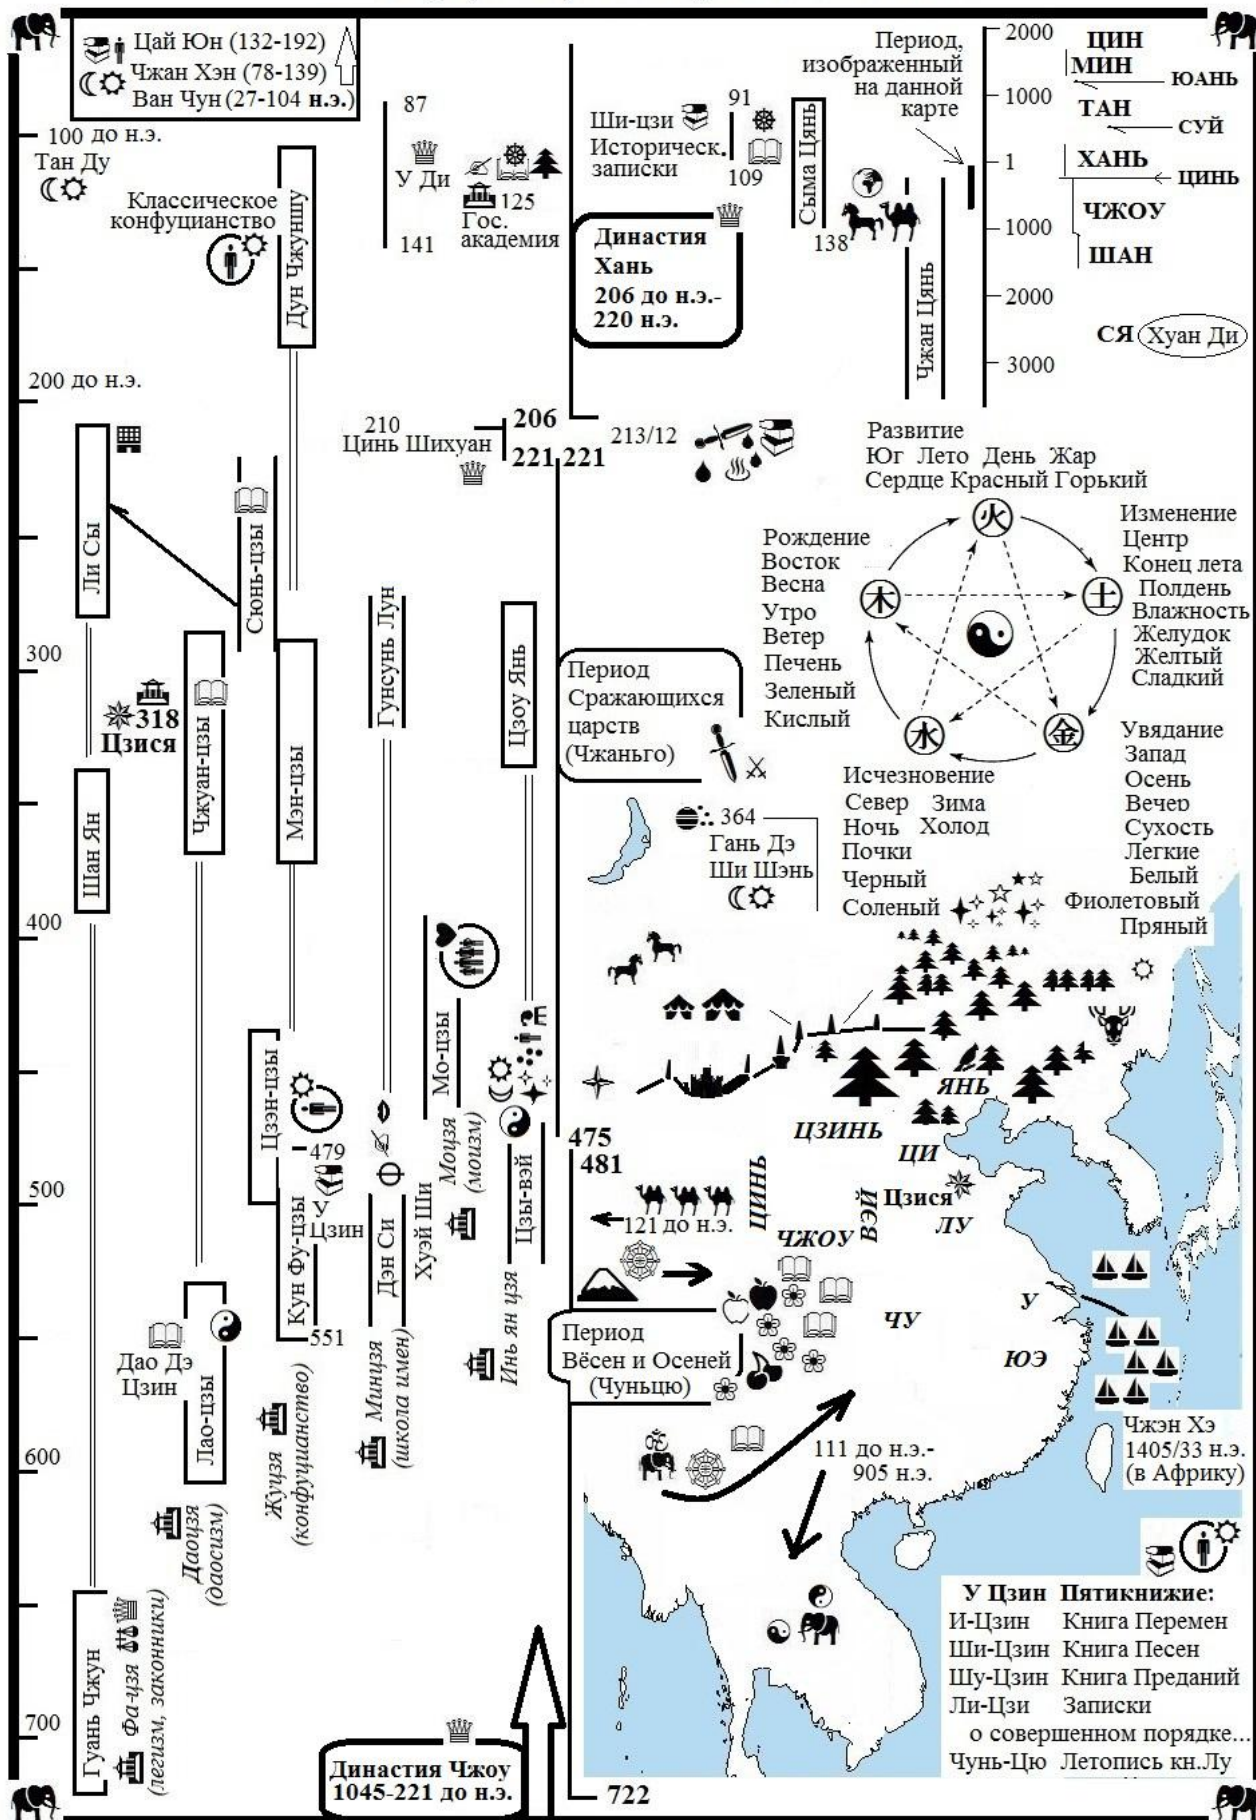 Цай Юн (132-192)
Чжан Хэн (78-139)
Ван Чун (27-104 н.э.)
100 до н.э.
Тан Ду
Классическое
конфуцианство
Дун Чжуншу
87
У Ди
141
125
Гос.
академия
Ши-цзи
Историческ.
записки
91
109
Сыма Цянь
138
Чжан Цянь
Династия
Хань
206 до н.э.-
220 н.э.
Период,
изображенный
на данной
карте
2000
1000
1
1000
2000
3000
ЦИН
МИН
ЮАНЬ
ТАН
СУЙ
ХАНЬ
ЦИНЬ
ЧЖОУ
ШАН
СЯ Хуан Ди
200 до н.э.
210
Цинь Шихуан
206
221 221
213/12
Ли Сы
Сюнь-цзы
Гунсунь Лун
Цзоу Янь
Развитие
Юг Лето День Жар
Сердце Красный Горький
火
Рождение
Восток
Весна
Утро
Ветер
Печень
Зеленый
Кислый
木
土
Изменение
Центр
Конец лета
Полдень
Влажность
Желудок
Желтый
Сладкий
水
金
Исчезновение
Север Зима
Ночь Холод
Почки
Черный
Соленый
Увядание
Запад
Осень
Вечер
Сухость
Легкие
Белый
Фиолетовый
Пряный
300
318
Цзися
Чжуан-цзы
Мэн-цзы
Шан Ян
Период
Сражающихся
царств
(Чжаньго)
364
Гань Дэ
Ши Шэнь
400
Цзэн-цзы
Мо-цзы
Моцзя
(моизм)
475
481
479
У
Цзин
500
Кун Фу-цзы
551
Дэн Си
Хуэй Ши
Цзы-вэй
Инь ян цзя
Минцзя
(школа имен)
Жуцзя
(конфуцианство)
Дао Дэ
Цзин
Лао-цзы
Даоцзя
(даосизм)
600
700
Гуань Чжун
Фа-цзя
(легизм, законники)
ЯНЬ
ЦЗИНЬ
ЦИ
ЦИНЬ
ВЭЙ
Цзися
ЛУ
ЧЖОУ
121 до н.э.
ЧУ
У
ЮЭ
Период
Вёсен и Осеней
(Чуньцю)
111 до н.э.-
905 н.э.
Чжэн Хэ
1405/33 н.э.
(в Африку)
У Цзин Пятикнижие:
И-Цзин Книга Перемен
Ши-Цзин Книга Песен
Шу-Цзин Книга Преданий
Ли-Цзи Записки
о совершенном порядке...
Чунь-Цю Летопись кн.Лу
Династия Чжоу
1045-221 до н.э.
722